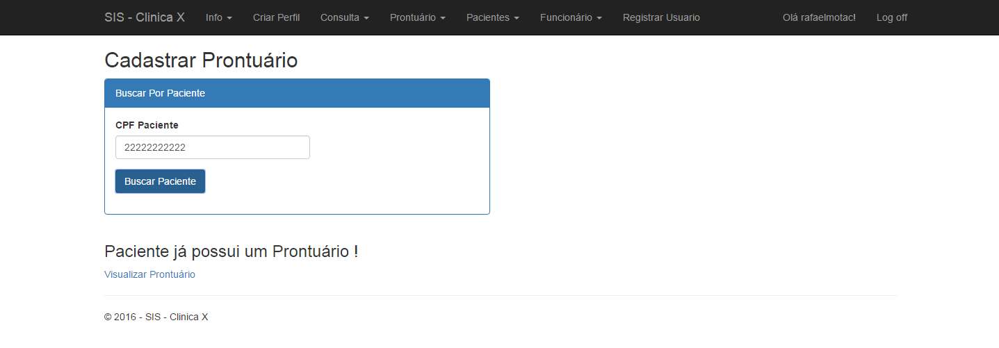 SIS - Clinica X Info Criar Perfil Consulta Prontuário Pacientes Funcionário Registrar Usuario Olá rafaelmotac! Log off
Cadastrar Prontuário
Buscar Por Paciente
CPF Paciente
22222222222
Buscar Paciente
Paciente já possui um Prontuário !
Visualizar Prontuário
© 2016 - SIS - Clinica X